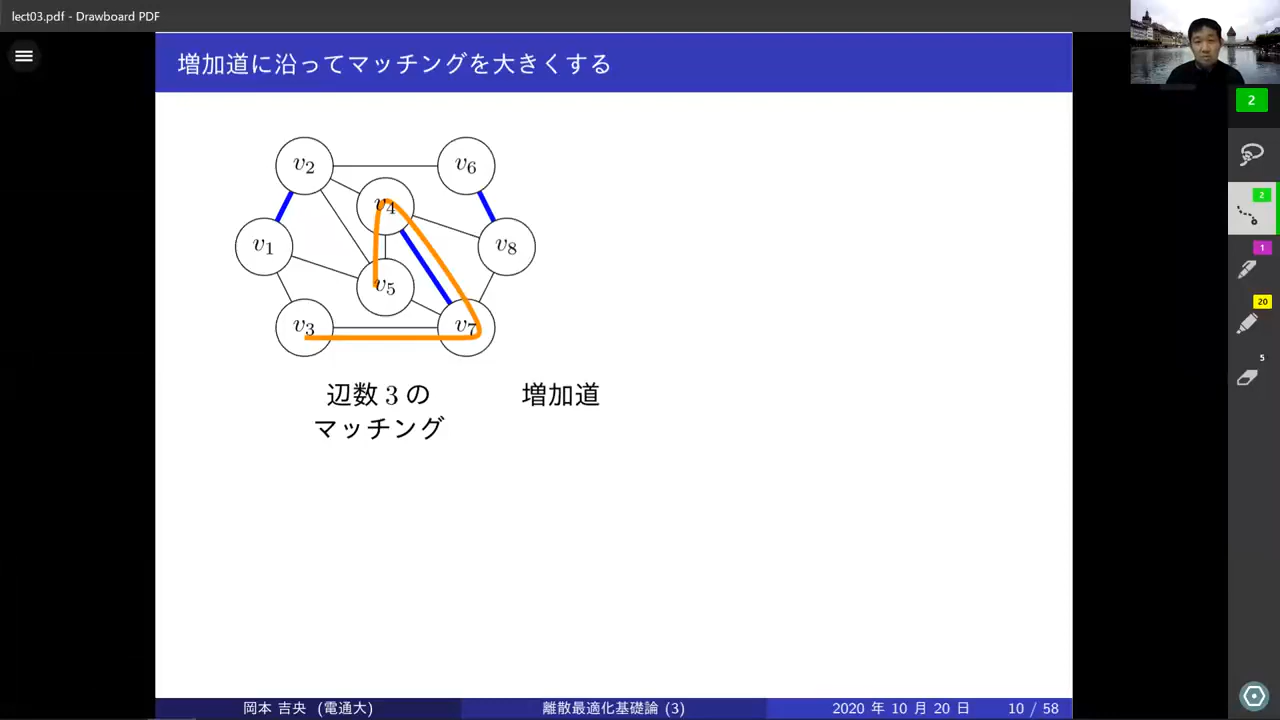 lect03.pdf - Drawboard PDF
増加道に沿ってマッチングを大きくする
2
v2
v6
v4
v1
v8
v5
v3
v7
2
1
20
5
辺数 3 の
マッチング
増加道
岡本 吉央 (電通大)
離散最適化基礎論 (3)
2020 年 10 月 20 日
10 / 58